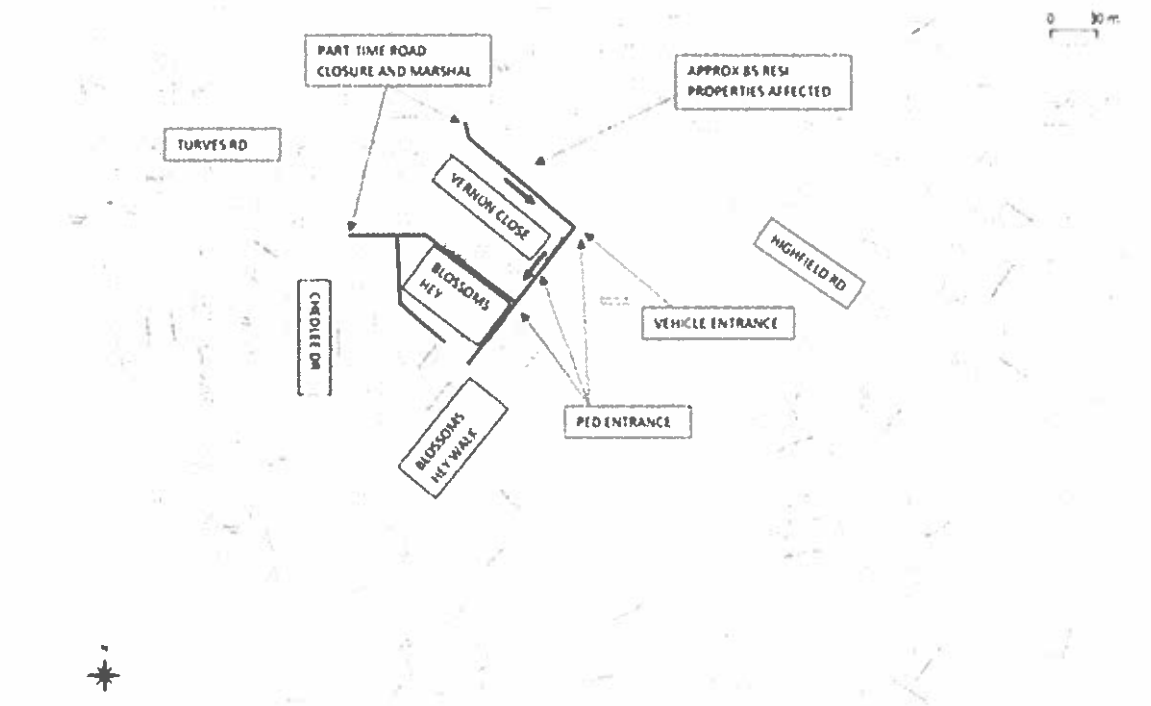 0 30 m
PART TIME ROAD
CLOSURE AND MARSHAL
APPROX 85 RESI
PROPERTIES AFFECTED
TURVES RD
VERNON CLOSE
HIGHFIELD RD
BLOSSOMS
HEY
CHEDLEE DR
VEHICLE ENTRANCE
BLOSSOMS
HEY WALK
PED ENTRANCE